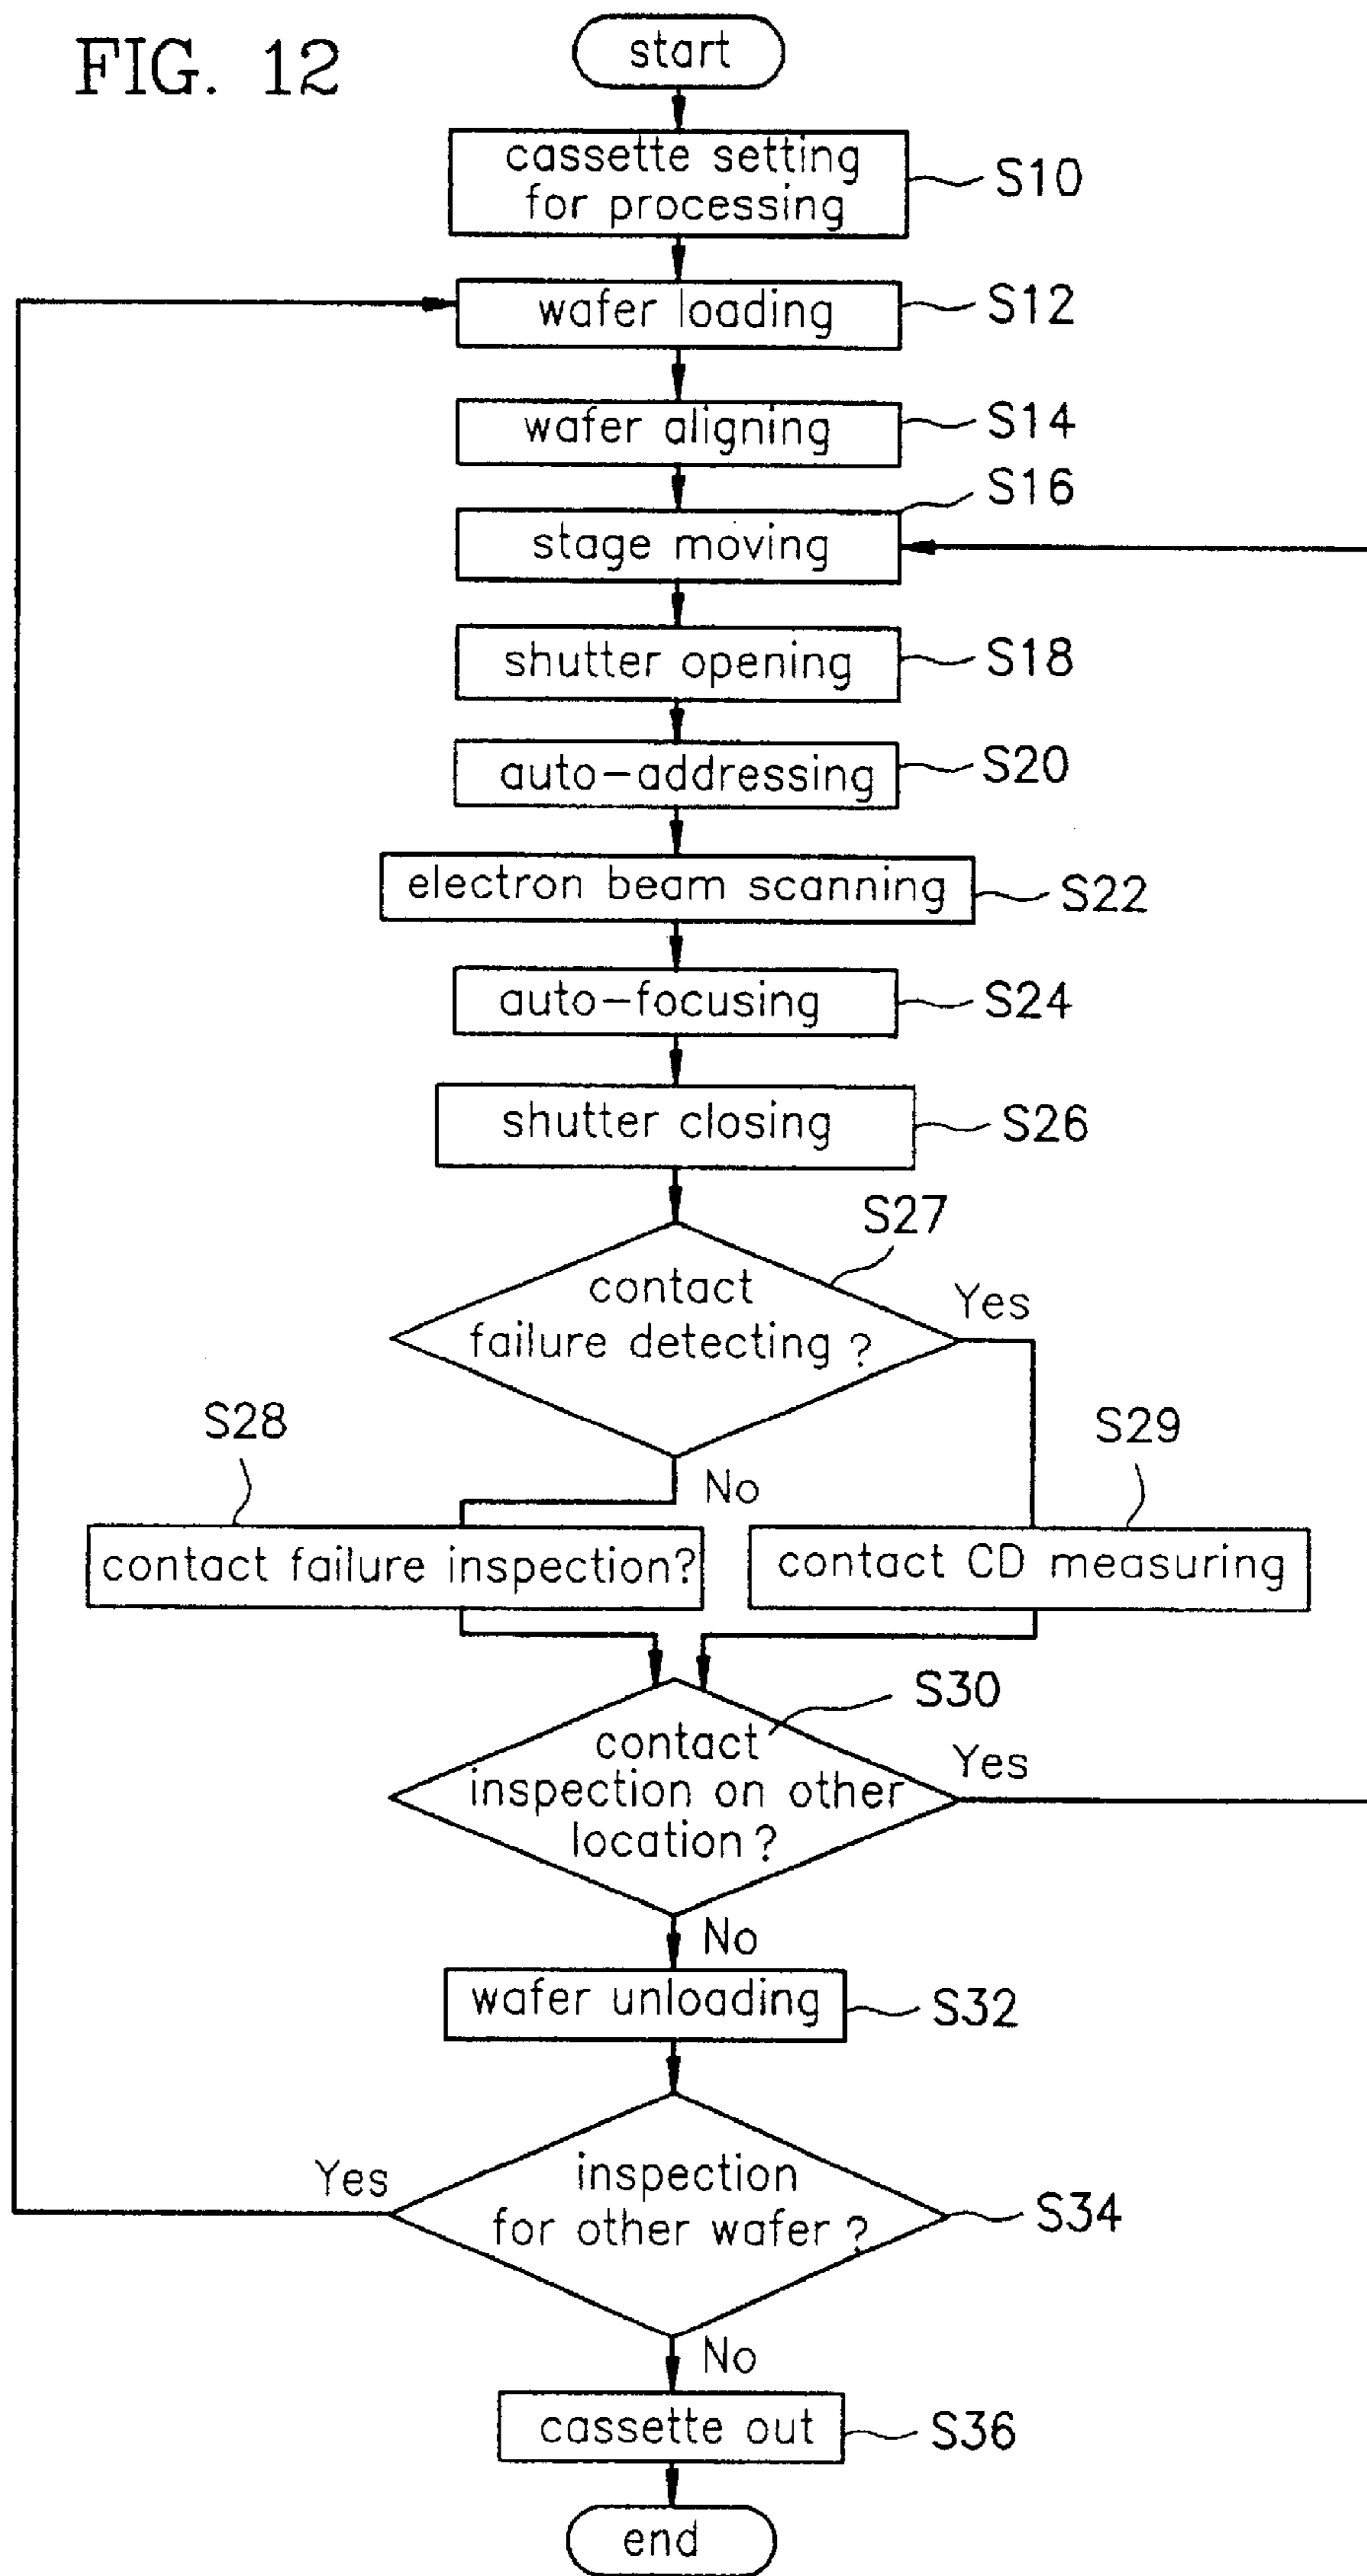 FIG. 12
start
cassette setting
for processing
S10
wafer loading
S12
wafer aligning
S14
S16
stage moving
shutter opening
S18
auto-addressing
S20
electron beam scanning
S22
auto-focusing
S24
shutter closing
S26
S27
contact
failure detecting ?
Yes
No
S28
S29
contact failure inspection?
contact CD measuring
S30
contact
inspection on other
location ?
Yes
No
wafer unloading
S32
Yes
inspection
for other wafer ?
S34
No
cassette out
S36
end